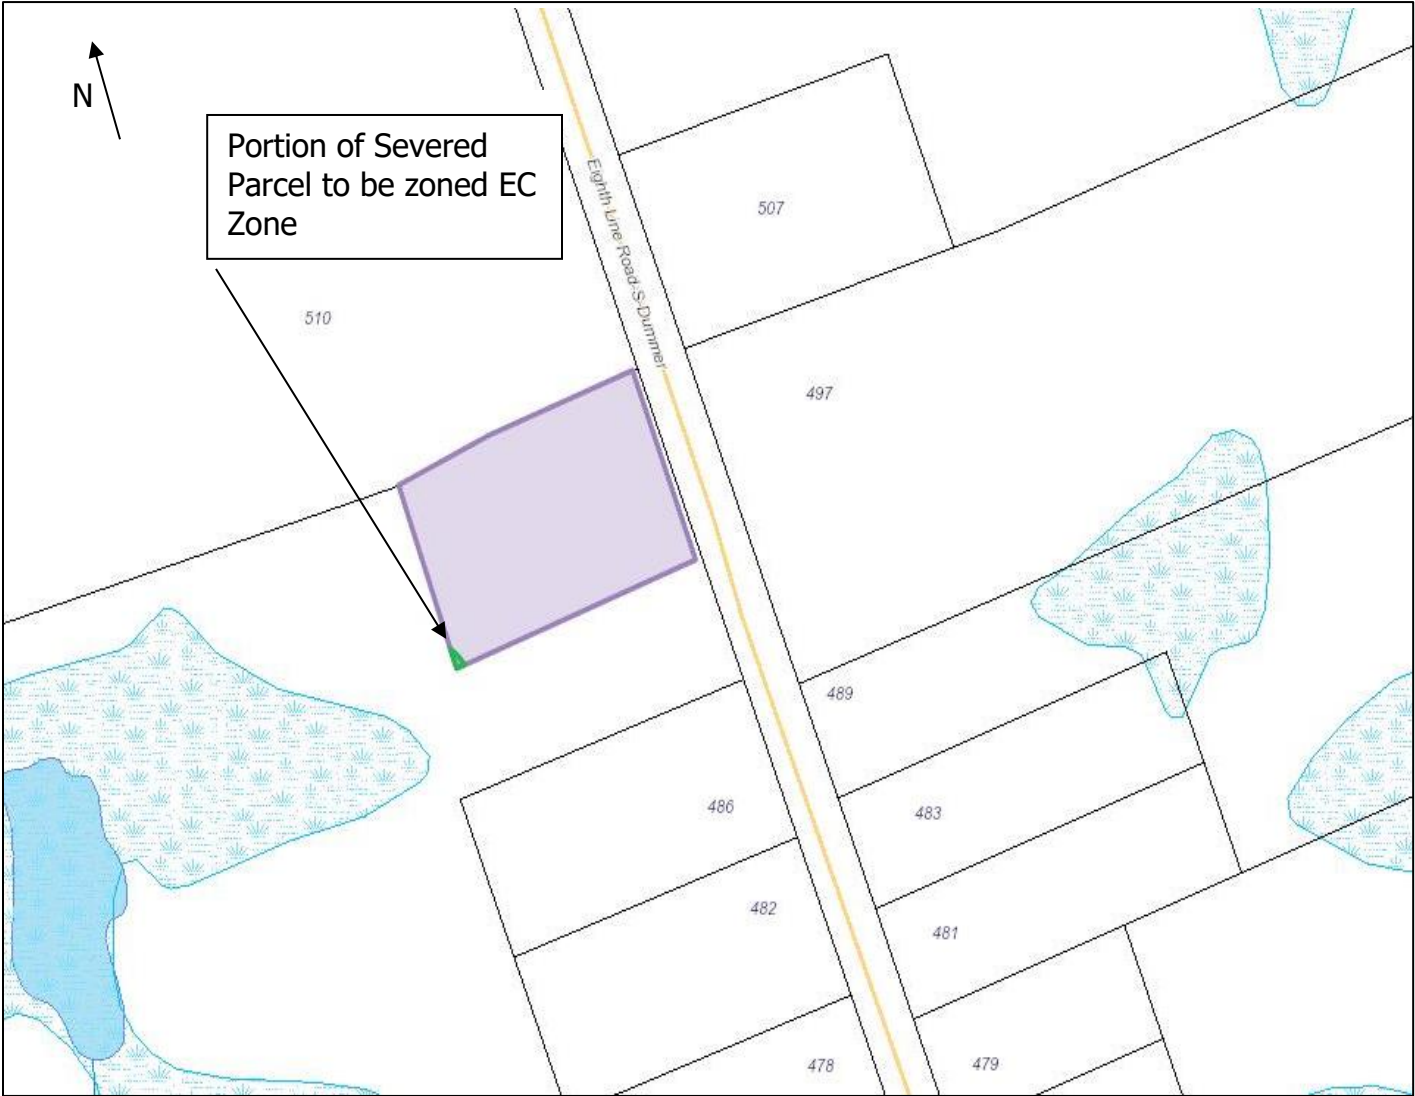 N
Portion of Severed
Parcel to be zoned EC
Zone
Eighth Line Road-S-Dummer
507
510
497
489
486
483
482
481
478
479